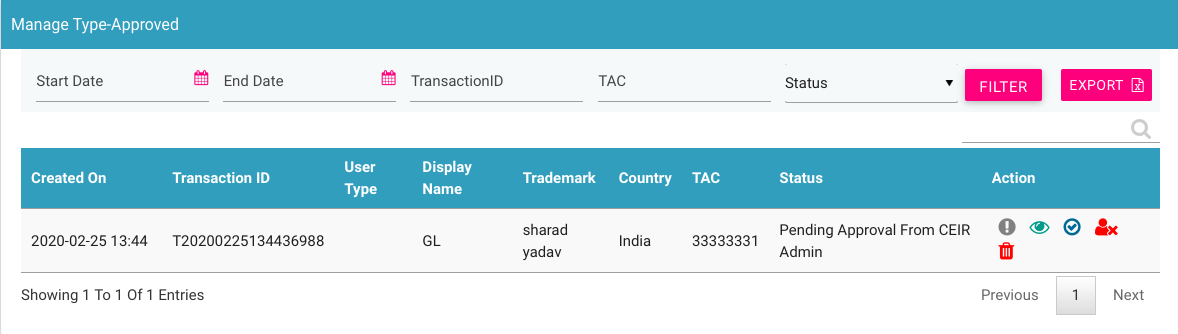 Manage Type-Approved
Start Date End Date TransactionID TAC Status FILTER EXPORT
Created On Transaction ID User Type Display Name Trademark Country TAC Status Action
2020-02-25 13:44 T20200225134436988 GL sharad yadav India 33333331 Pending Approval From CEIR Admin
Showing 1 To 1 Of 1 Entries Previous 1 Next